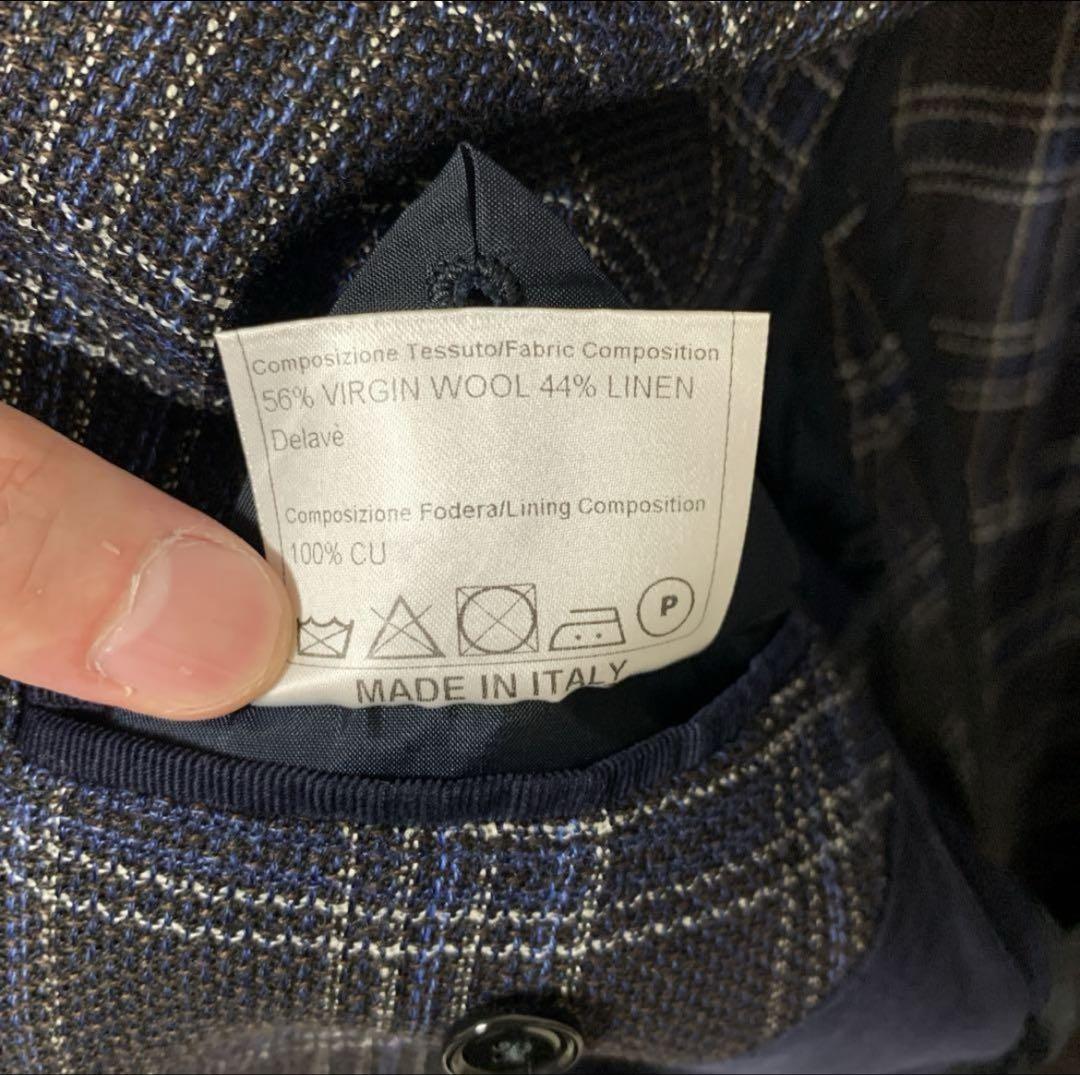 Composizione Tessuto/Fabric Composition
56% VIRGIN WOOL 44% LINEN
Delavè
Composizione Fodera/Lining Composition
100% CU
P
MADE IN ITALY